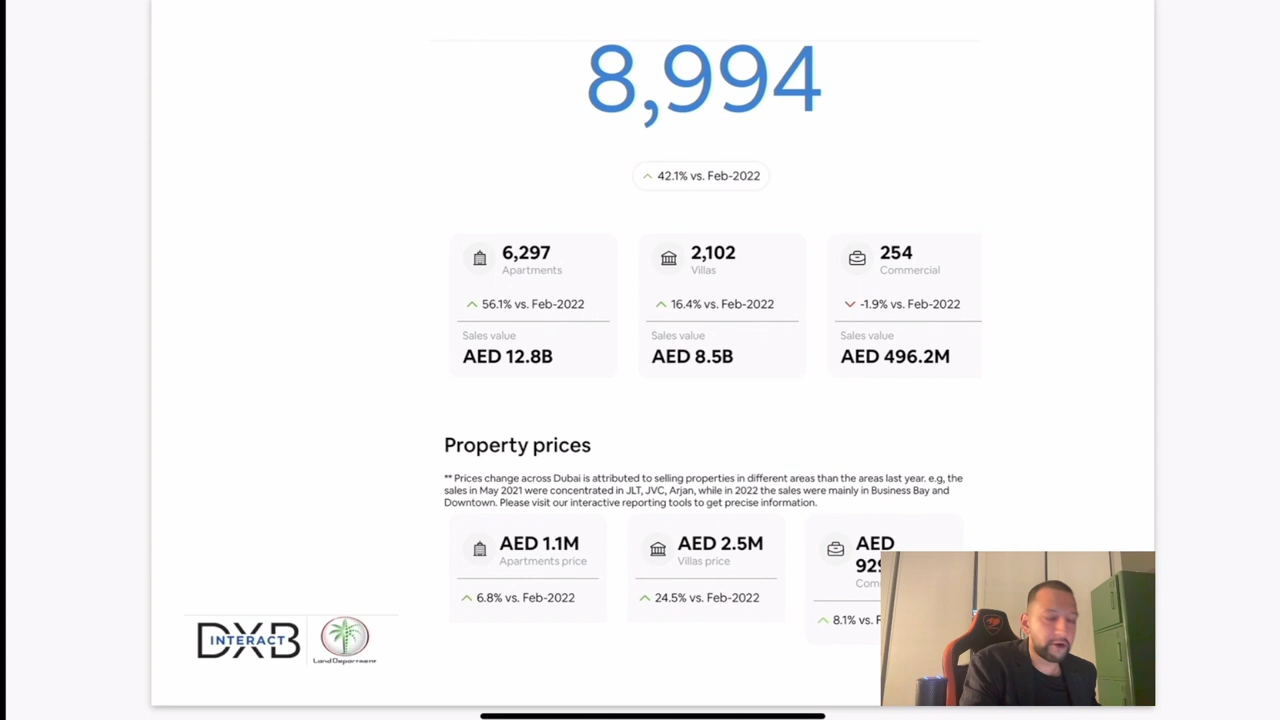 8,994
42.1% vs. Feb-2022
6,297
Apartments
56.1% vs. Feb-2022
Sales value
AED 12.8B
2,102
Villas
16.4% vs. Feb-2022
Sales value
AED 8.5B
254
Commercial
-1.9% vs. Feb-2022
Sales value
AED 496.2M
Property prices
** Prices change across Dubai is attributed to selling properties in different areas than the areas last year. e.g, the
sales in May 2021 were concentrated in JLT, JVC, Arjan, while in 2022 the sales were mainly in Business Bay and
Downtown. Please visit our interactive reporting tools to get precise information.
AED 1.1M
Apartments price
6.8% vs. Feb-2022
AED 2.5M
Villas price
24.5% vs. Feb-2022
AED
929
Com
8.1% vs. F
DXB
INTERACT
Land Department